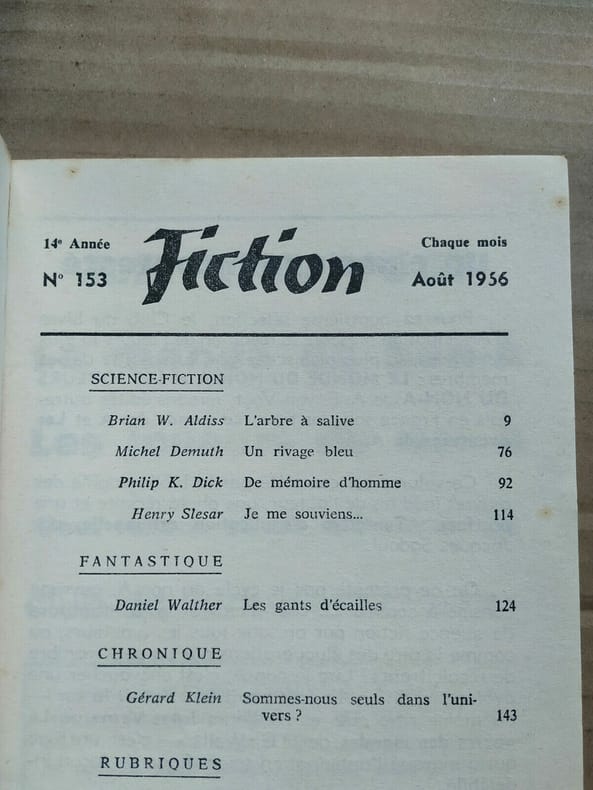 14e Année Fiction Chaque mois
N° 153 Août 1956
SCIENCE-FICTION
Brian W. Aldiss L'arbre à salive 9
Michel Demuth Un rivage bleu 76
Philip K. Dick De mémoire d'homme 92
Henry Slesar Je me souviens... 114
FANTASTIQUE
Daniel Walther Les gants d'écailles 124
CHRONIQUE
Gérard Klein Sommes-nous seuls dans l'uni-
vers ? 143
RUBRIQUES